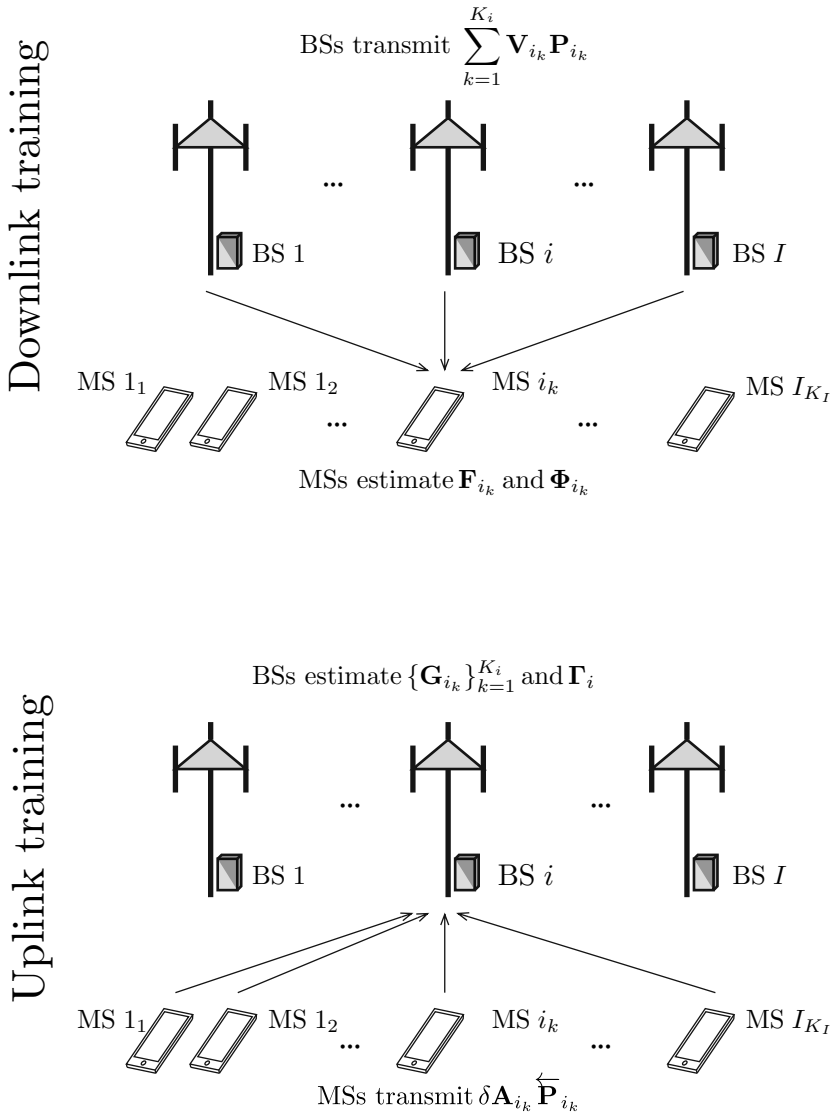 Downlink training
BSs transmit $\sum_{k=1}^{K_i} \mathbf{V}_{i_k} \mathbf{P}_{i_k}$
... ...
BS 1 BS $i$ BS $I$
MS $1_1$ MS $1_2$ MS $i_k$ MS $I_{K_I}$
... ...
MSs estimate $\mathbf{F}_{i_k}$ and $\mathbf{\Phi}_{i_k}$
Uplink training
BSs estimate $\{\mathbf{G}_{i_k}\}_{k=1}^{K_i}$ and $\mathbf{\Gamma}_i$
... ...
BS 1 BS $i$ BS $I$
MS $1_1$ MS $1_2$ MS $i_k$ MS $I_{K_I}$
... ...
MSs transmit $\delta \mathbf{A}_{i_k} \overleftarrow{\mathbf{P}}_{i_k}$